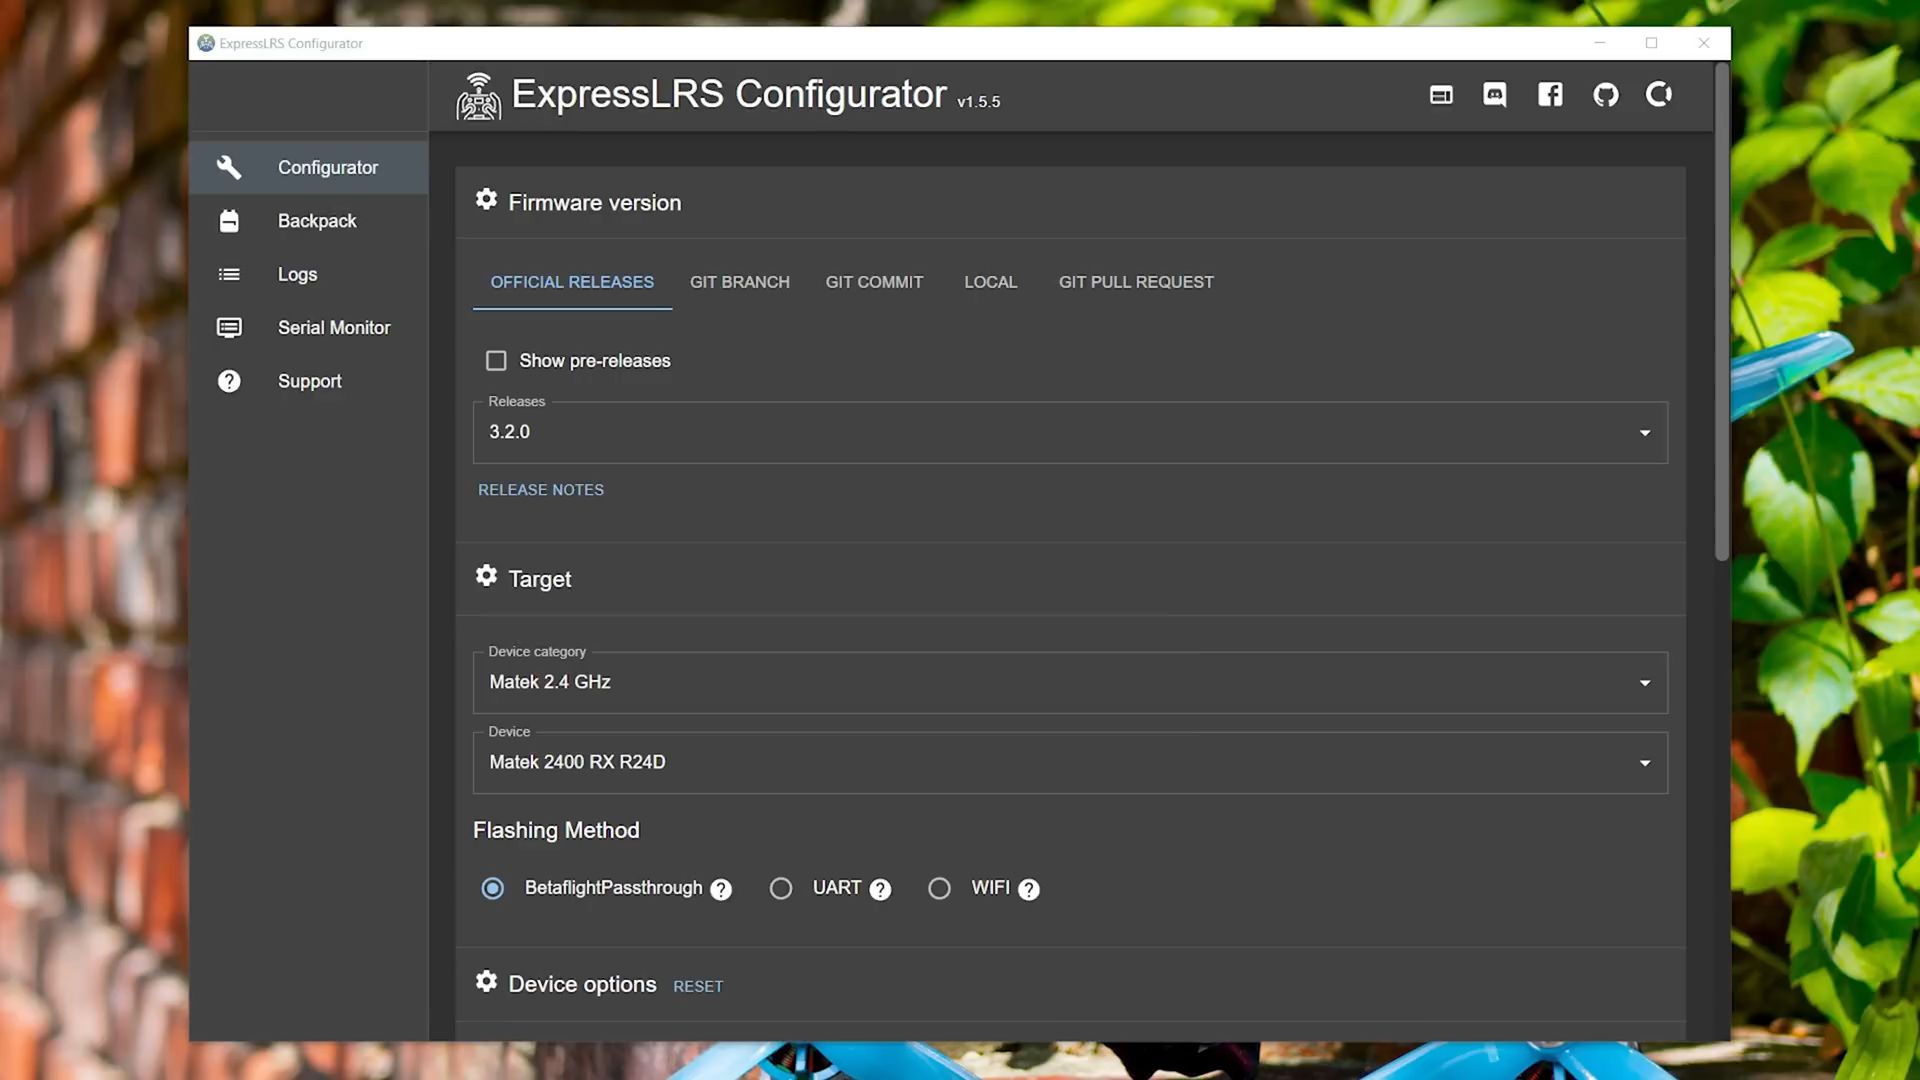 ExpressLRS Configurator
ExpressLRS Configurator v1.5.5
Configurator
Backpack
Logs
Serial Monitor
Support
Firmware version
OFFICIAL RELEASES GIT BRANCH GIT COMMIT LOCAL GIT PULL REQUEST
Show pre-releases
Releases
3.2.0
RELEASE NOTES
Target
Device category
Matek 2.4 GHz
Device
Matek 2400 RX R24D
Flashing Method
BetaflightPassthrough ? UART ? WIFI ?
Device options RESET